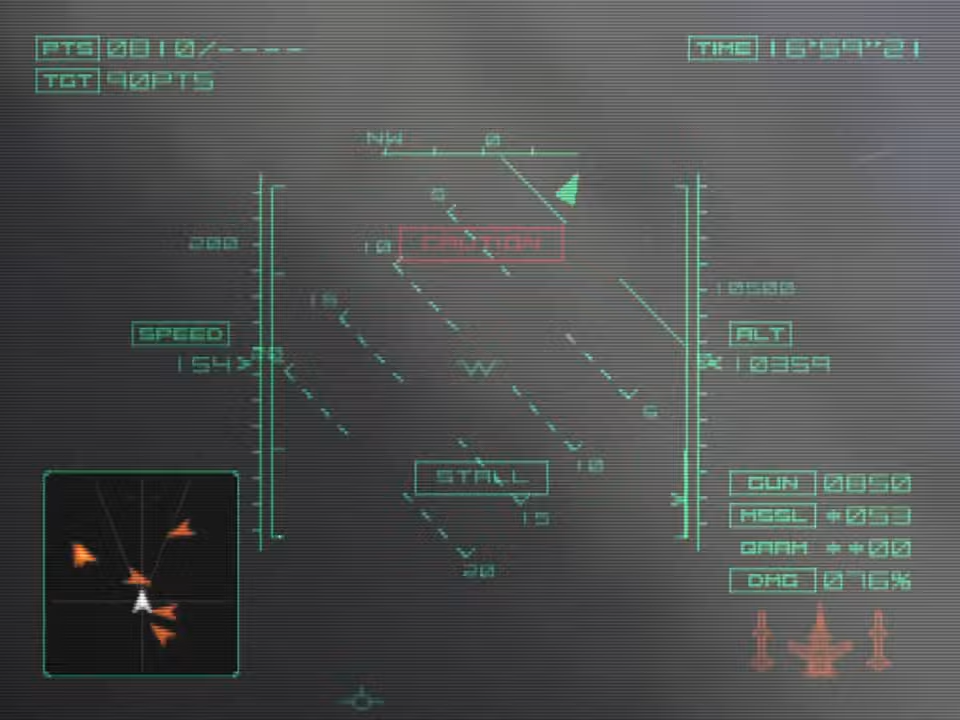 PTS 0810/----
TIME 16'59"21
TGT 90PTS
NW 0
0
CAUTION
10
200
15
10500
SPEED
ALT
154
10359
5
10
STALL
GUN 0850
MSSL *053
15
QAAM **00
20
DMG 076%